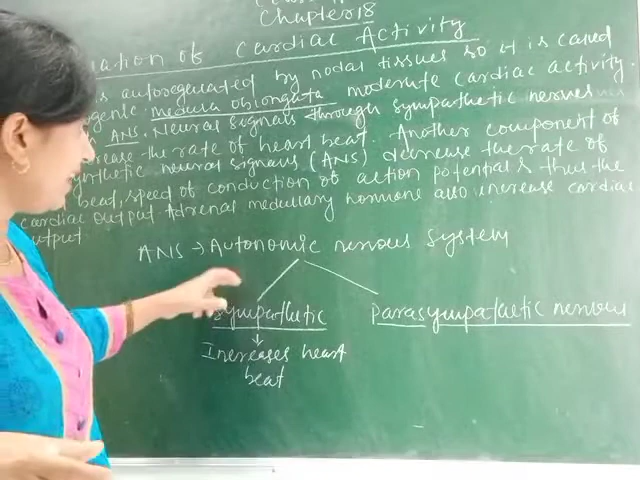 Chapter 18
ation of Cardiac Activity
is autoregulated by nodal tissues so it is called
ogenic. Medulla oblongata moderate cardiac activity.
ANS. Neural signals through sympathetic nerves
rease the rate of heart beat. Another component of
pathetic neural signals (ANS) decrease the rate of
beat, speed of conduction of action potential & thus the
cardiac output. Adrenal medullary hormone also increase cardiac
output.
ANS → Autonomic nervous system
Sympathetic
parasympathetic nervous
↓
Increases heart
beat